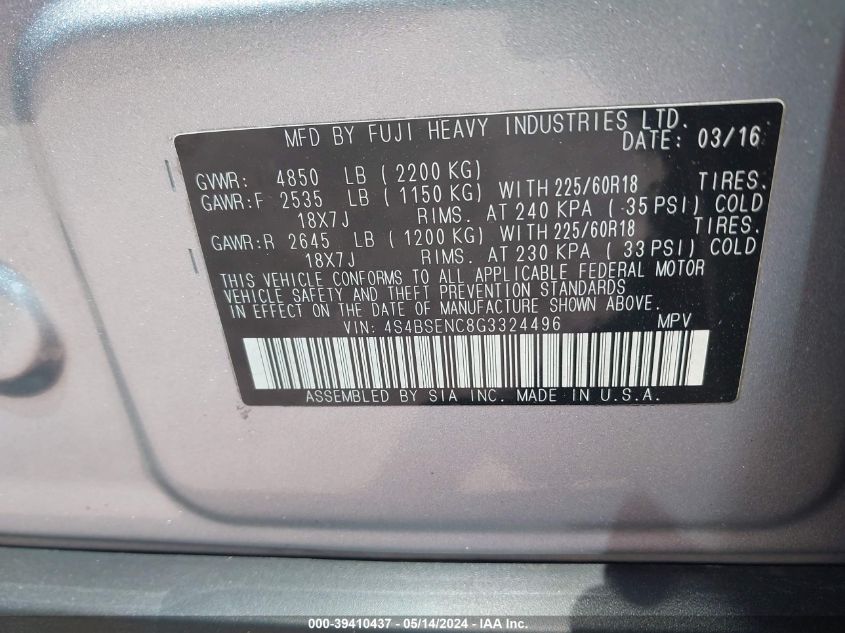 MFD BY FUJI HEAVY INDUSTRIES LTD.
DATE: 03/16
GVWR: 4850 LB ( 2200 KG)
GAWR:F 2535 LB ( 1150 KG) WITH 225/60R18 TIRES.
18X7J RIMS. AT 240 KPA ( 35 PSI) COLD
GAWR:R 2645 LB ( 1200 KG) WITH 225/60R18 TIRES.
18X7J RIMS. AT 230 KPA ( 33 PSI) COLD
THIS VEHICLE CONFORMS TO ALL APPLICABLE FEDERAL MOTOR
VEHICLE SAFETY AND THEFT PREVENTION STANDARDS
IN EFFECT ON THE DATE OF MANUFACTURE SHOWN ABOVE.
VIN: 4S4BSENC8G3324496 MPV
ASSEMBLED BY SIA INC. MADE IN U.S.A.
000-39410437 - 05/14/2024 - IAA Inc.